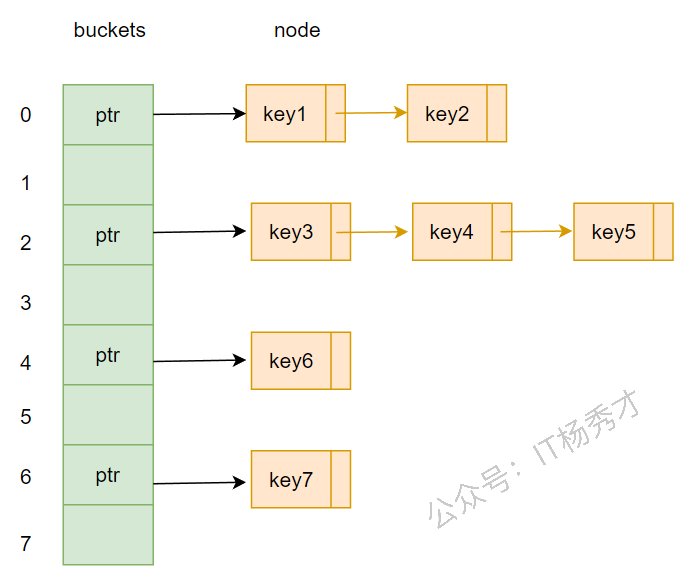 buckets node
0 ptr key1 key2
1
2 ptr key3 key4 key5
3
4 ptr key6
5
6 ptr key7
7
公众号：IT杨秀才